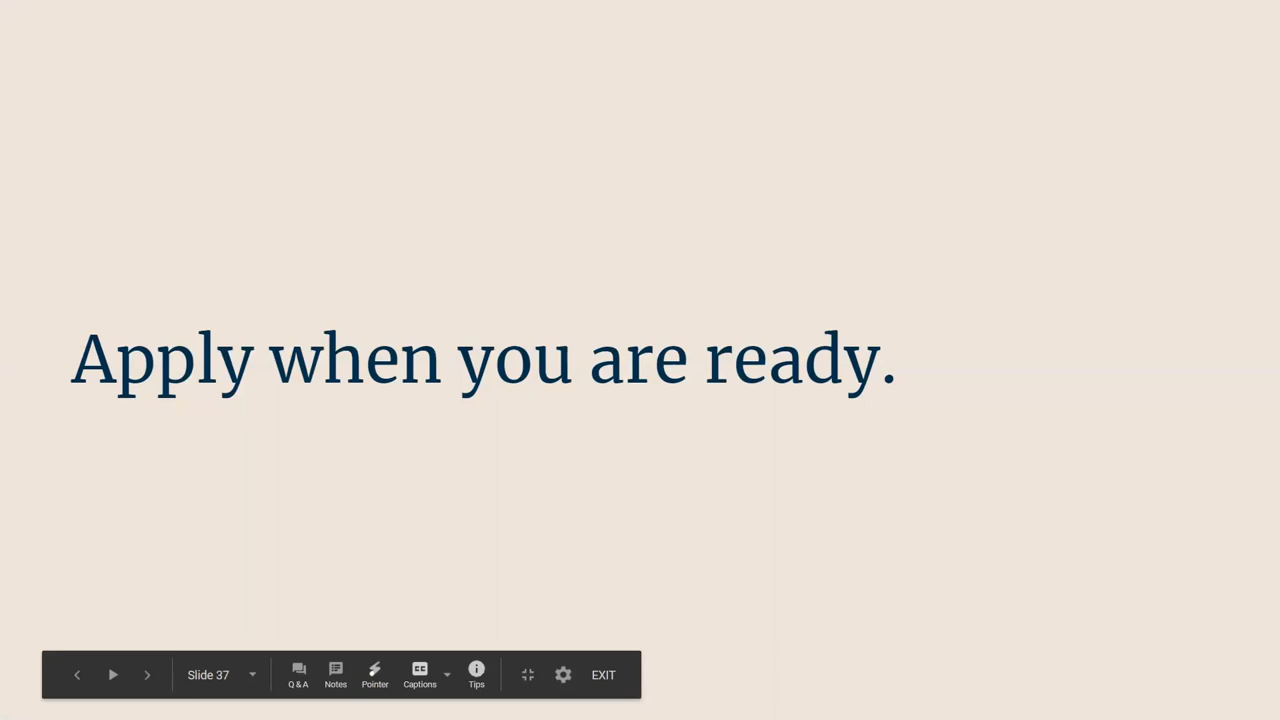 Apply when you are ready.
Slide 37 Q & A Notes Pointer Captions Tips EXIT